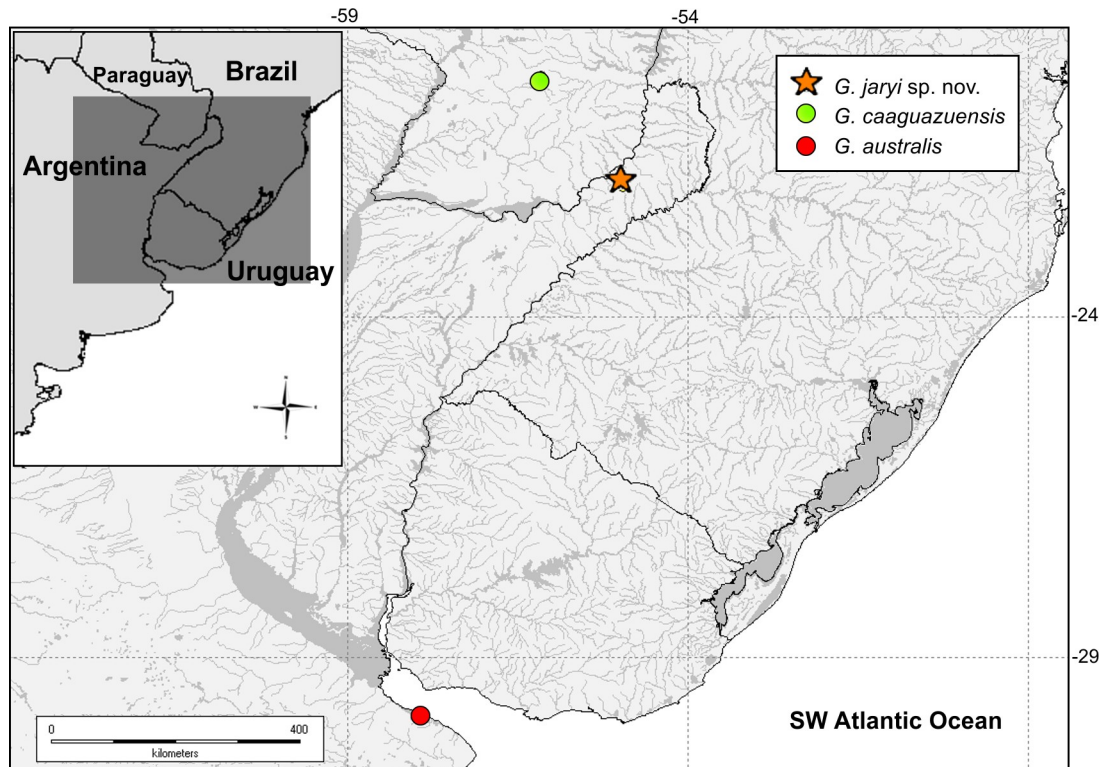 -59
-54
Paraguay
Brazil
Argentina
Uruguay
G. jaryi sp. nov.
G. caaguazuensis
G. australis
-24
-29
0 400
kilometers
SW Atlantic Ocean